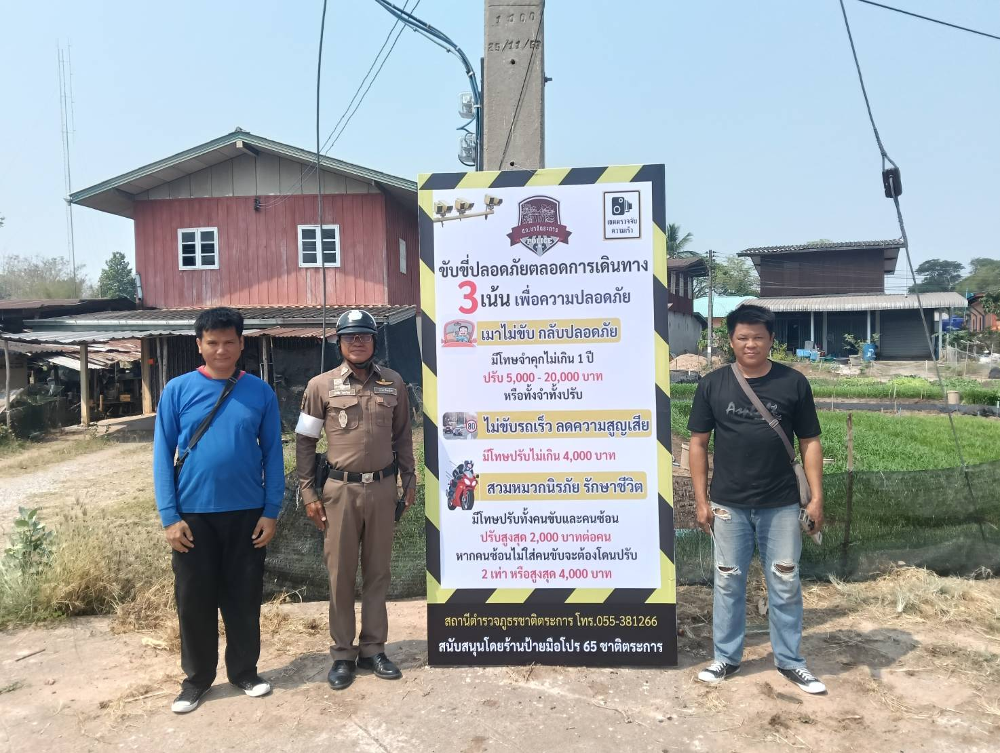 1100
25/11/53
สภ.ชาติตระการ
POLICE
เขตตรวจจับ
ความเร็ว
ขับขี่ปลอดภัยตลอดการเดินทาง
3 เน้น เพื่อความปลอดภัย
เมาไม่ขับ กลับปลอดภัย
มีโทษจำคุกไม่เกิน 1 ปี
ปรับ 5,000 - 20,000 บาท
หรือทั้งจำทั้งปรับ
80
ไม่ขับรถเร็ว ลดความสูญเสีย
มีโทษปรับไม่เกิน 4,000 บาท
สวมหมวกนิรภัย รักษาชีวิต
มีโทษปรับทั้งคนขับและคนซ้อน
ปรับสูงสุด 2,000 บาทต่อคน
หากคนซ้อนไม่ใส่คนขับจะต้องโดนปรับ
2 เท่า หรือสูงสุด 4,000 บาท
สถานีตำรวจภูธรชาติตระการ โทร.055-381266
สนับสนุนโดยร้านป้ายมือโปร 65 ชาติตระการ